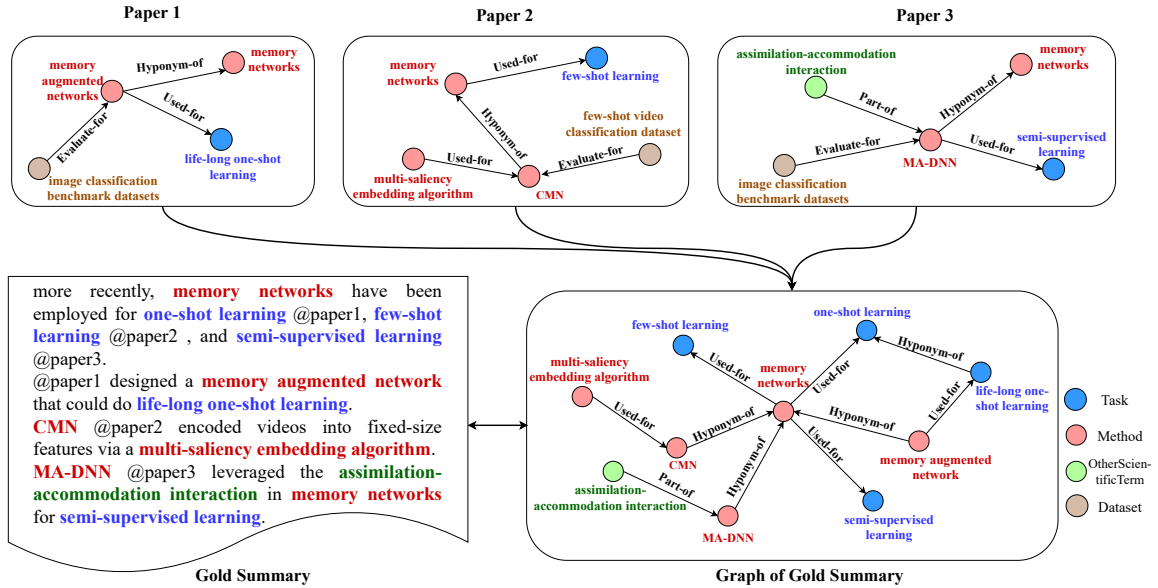 Paper 1
Paper 2
Paper 3
memory
augmented
networks
Hyponym-of
memory
networks
Used-for
Evaluate-for
life-long one-shot
learning
image classification
benchmark datasets
memory
networks
Used-for
few-shot learning
Hyponym-of
few-shot video
classification dataset
Used-for
Evaluate-for
multi-saliency
embedding algorithm
CMN
assimilation-accommodation
interaction
memory
networks
Part-of
Hyponym-of
Evaluate-for
Used-for
semi-supervised
learning
MA-DNN
image classification
benchmark datasets
more recently, memory networks have been
employed for one-shot learning @paper1, few-shot
learning @paper2 , and semi-supervised learning
@paper3.
@paper1 designed a memory augmented network
that could do life-long one-shot learning.
CMN @paper2 encoded videos into fixed-size
features via a multi-saliency embedding algorithm.
MA-DNN @paper3 leveraged the assimilation-
accommodation interaction in memory networks
for semi-supervised learning.
Gold Summary
one-shot learning
few-shot learning
Hyponym-of
multi-saliency
embedding algorithm
Used-for
memory
networks
Used-for
life-long one-
shot learning
Used-for
Hyponym-of
Hyponym-of
Used-for
CMN
Used-for
memory augmented
network
Part-of
Hyponym-of
assimilation-
accommodation interaction
MA-DNN
semi-supervised
learning
Graph of Gold Summary
Task
Method
OtherScien-
tificTerm
Dataset